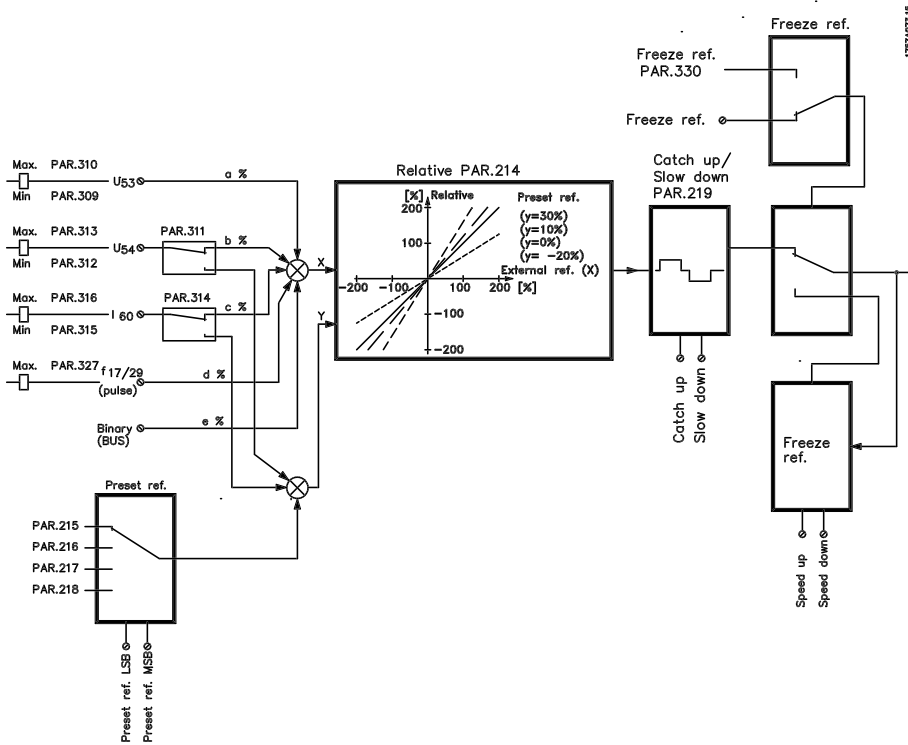 Freeze ref.
Freeze ref.
PAR.330
Freeze ref.
Catch up/
Slow down
PAR.219
Relative PAR.214
Max. PAR.310
U53
a %
Min PAR.309
Max. PAR.313
U54
PAR.311
b %
Min PAR.312
Max. PAR.316
I 60
PAR.314
c %
Min PAR.315
Max. PAR.327
f 17/29
(pulse)
d %
Binary
(BUS)
e %
X
Y
[%] Relative
200
100
-200 -100 100 200 [%]
-100
-200
Preset ref.
(y=30%)
(y=10%)
(y=0%)
(y= -20%)
External ref. (X)
Catch up
Slow down
Freeze
ref.
Speed up
Speed down
Preset ref.
PAR.215
PAR.216
PAR.217
PAR.218
Preset ref. LSB
Preset ref. MSB